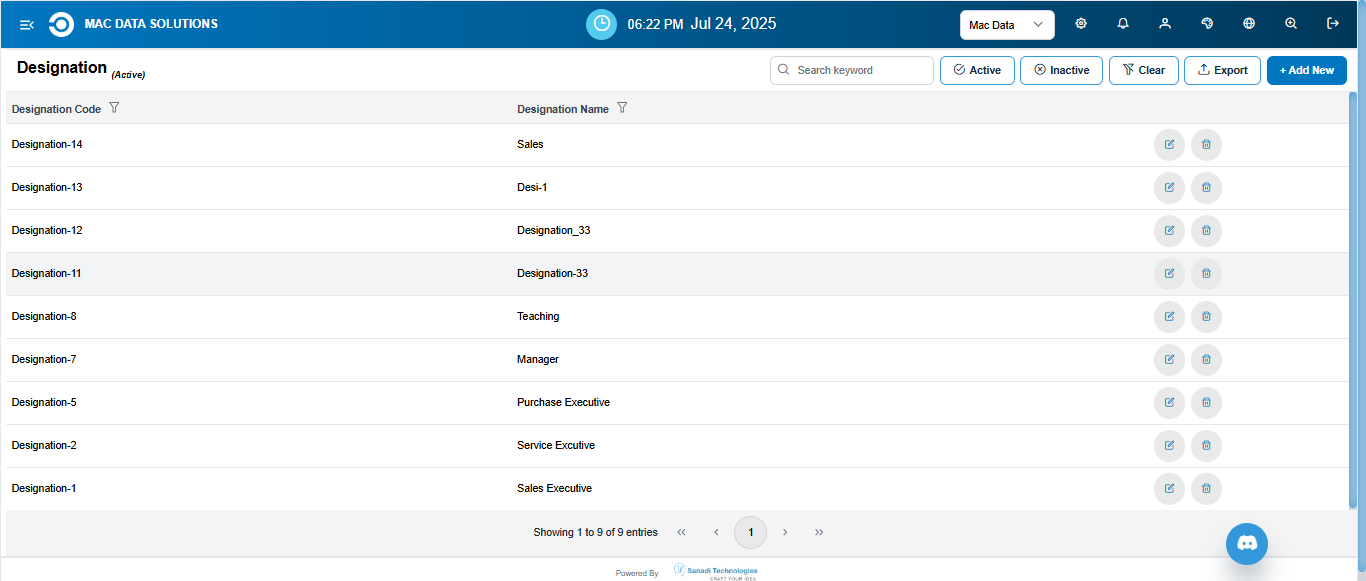 MAC DATA SOLUTIONS
06:22 PM Jul 24, 2025
Mac Data
Designation (Active)
Search keyword
Active
Inactive
Clear
Export
+ Add New
Designation Code
Designation Name
Designation-14 Sales
Designation-13 Desi-1
Designation-12 Designation_33
Designation-11 Designation-33
Designation-8 Teaching
Designation-7 Manager
Designation-5 Purchase Executive
Designation-2 Service Excutive
Designation-1 Sales Executive
Showing 1 to 9 of 9 entries << < 1 > >>
Powered By Sanadi Technologies
CRAFT YOUR IDEA